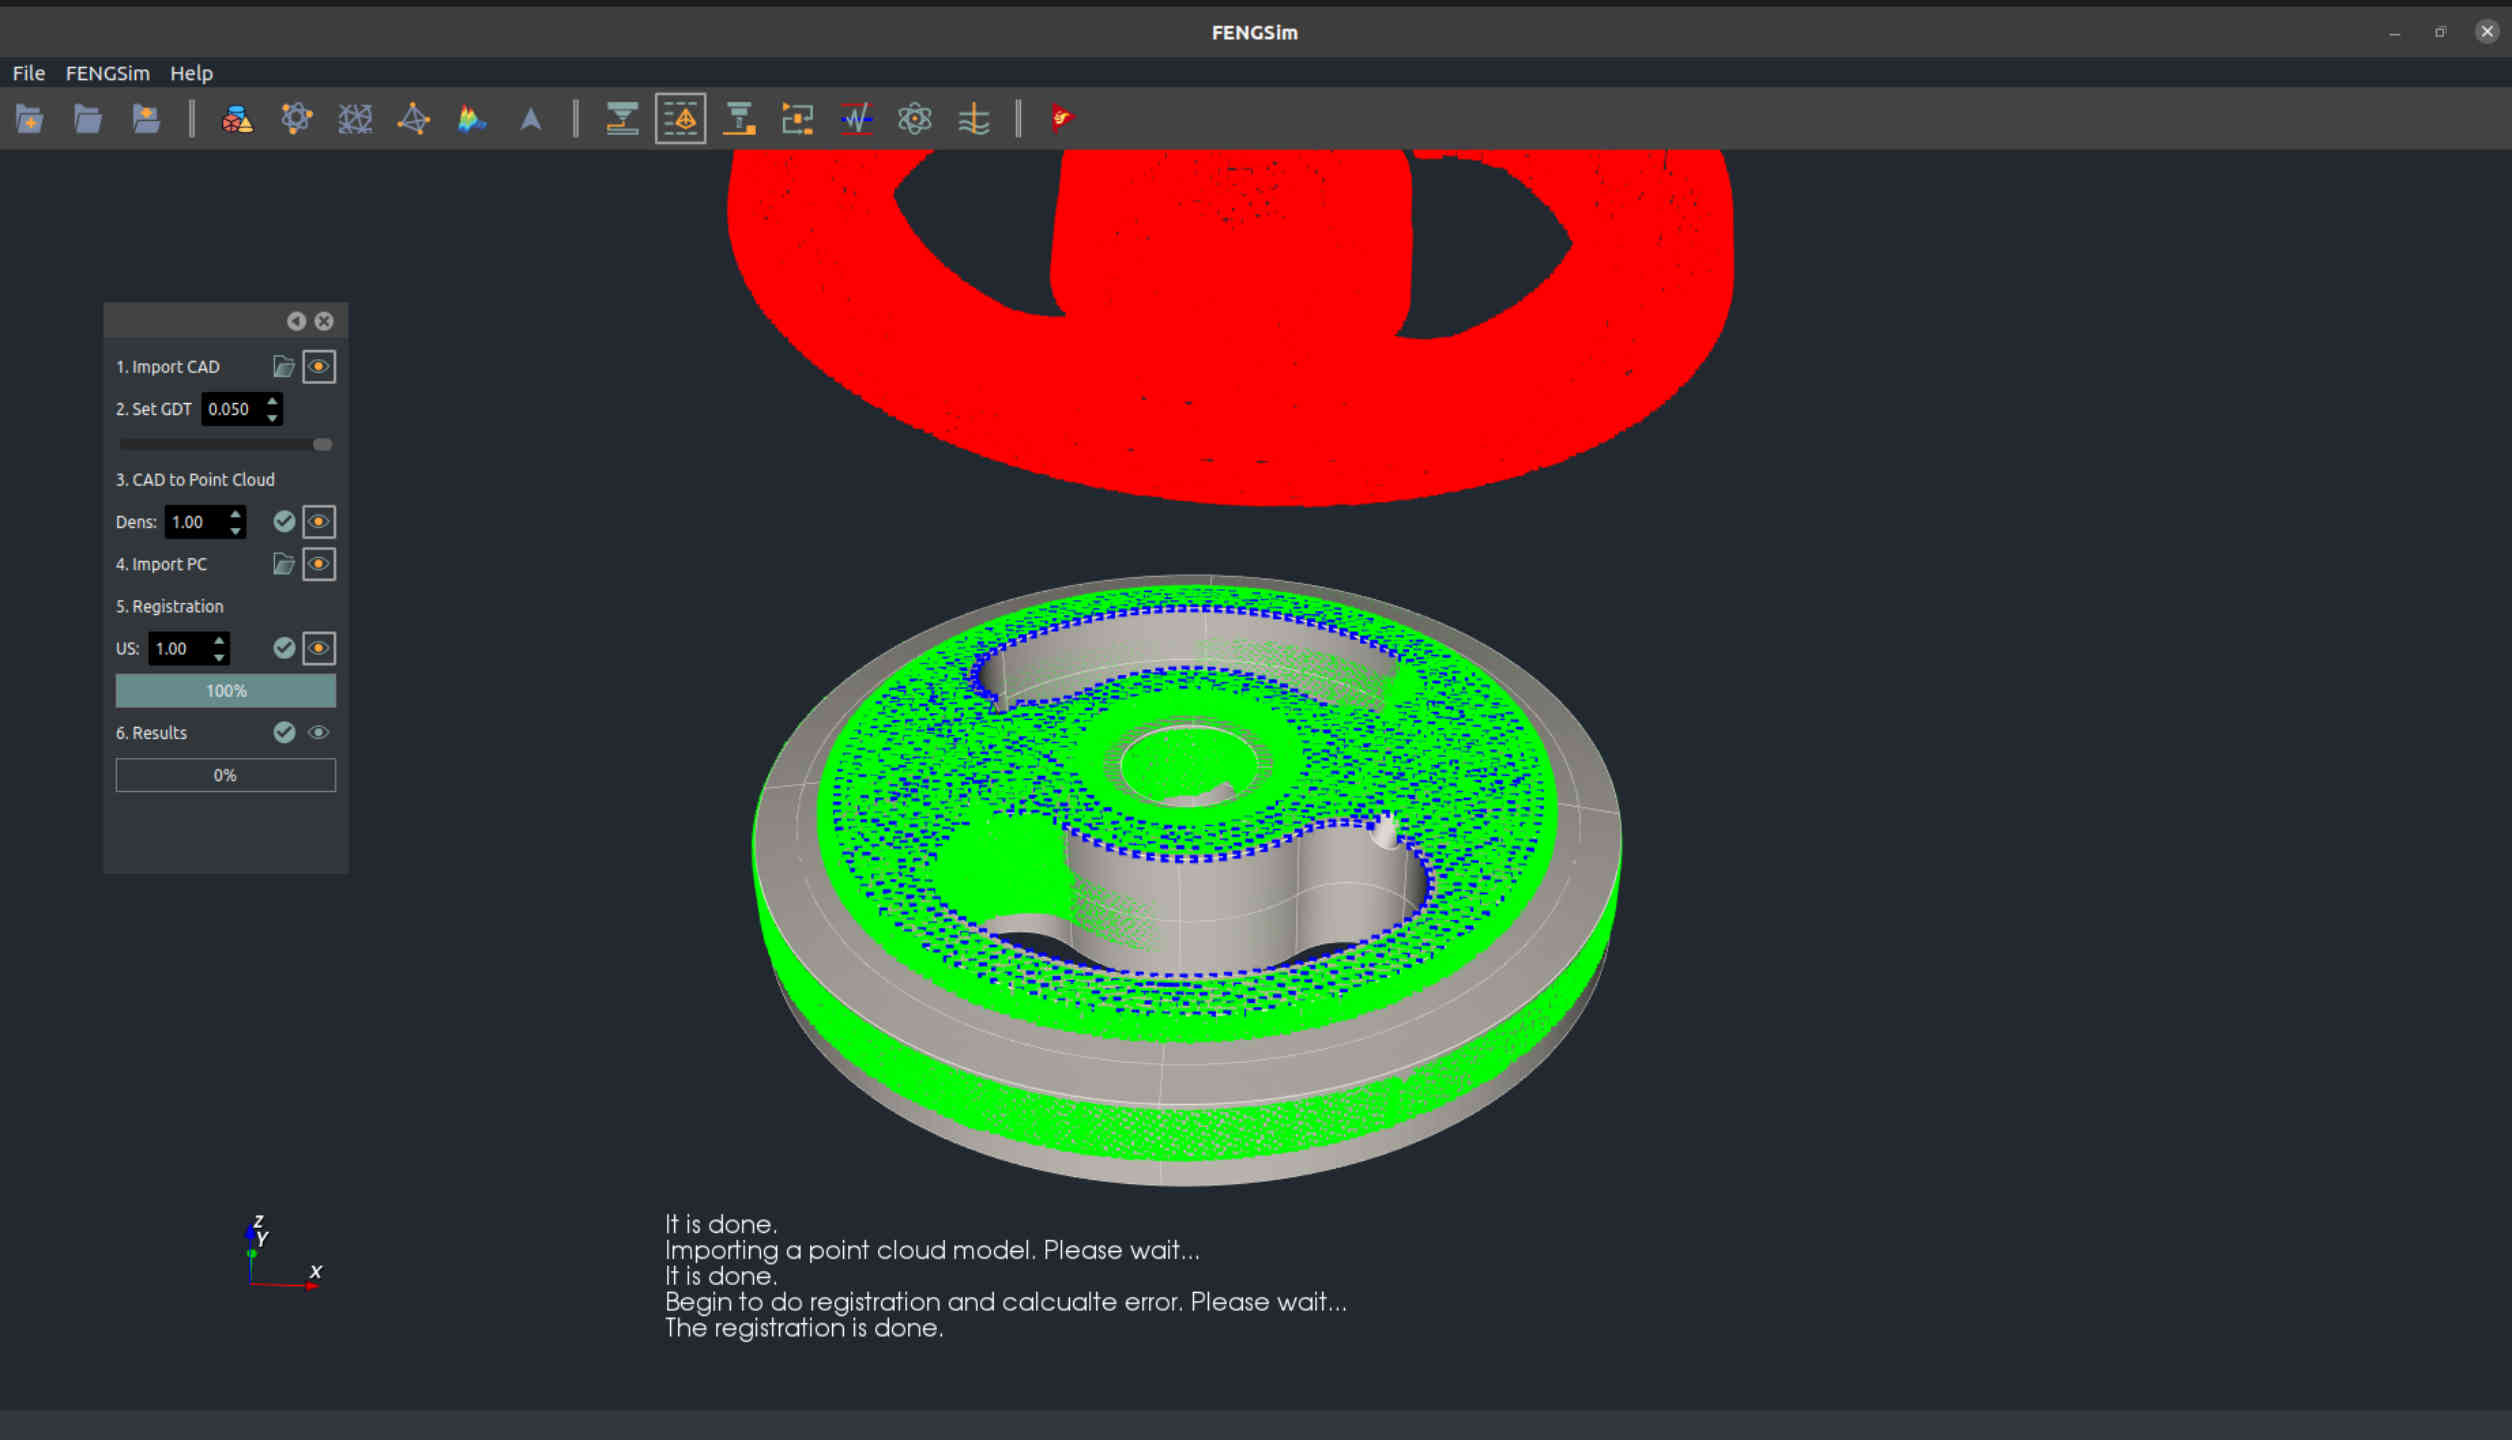 FENGSim
File FENGSim Help
1. Import CAD
2. Set GDT 0.050
3. CAD to Point Cloud
Dens: 1.00
4. Import PC
5. Registration
US: 1.00
100%
6. Results
0%
Z
Y
X
It is done.
Importing a point cloud model. Please wait...
It is done.
Begin to do registration and calcualte error. Please wait...
The registration is done.